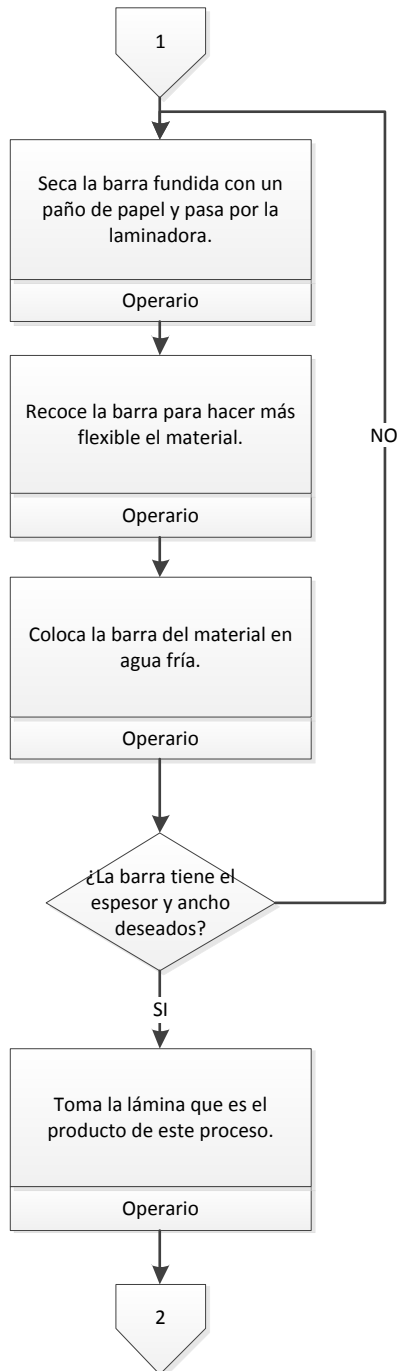 1
Seca la barra fundida con un
paño de papel y pasa por la
laminadora.
Operario
Recoce la barra para hacer más
flexible el material.
NO
Operario
Coloca la barra del material en
agua fría.
Operario
¿La barra tiene el
espesor y ancho
deseados?
SI
Toma la lámina que es el
producto de este proceso.
Operario
2